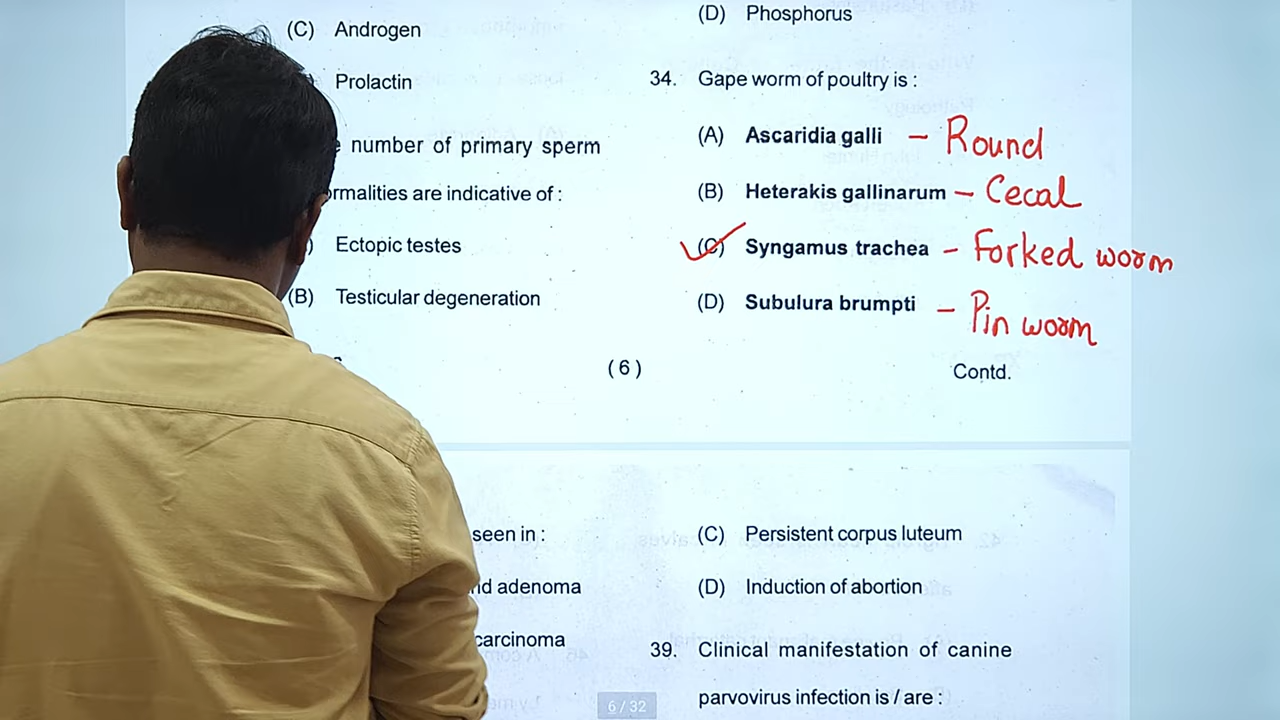 (C) Androgen
Prolactin
number of primary sperm
are indicative of :
Ectopic testes
(B) Testicular degeneration
(D) Phosphorus
34. Gape worm of poultry is :
(A) Ascaridia galli – Round
(B) Heterakis gallinarum – Cecal
(C) Syngamus trachea – Forked worm
(D) Subulura brumpti – Pin worm
(6)
Contd.
seen in :
adenoma
carcinoma
(C) Persistent corpus luteum
(D) Induction of abortion
39. Clinical manifestation of canine
parvovirus infection is / are :
6 / 32